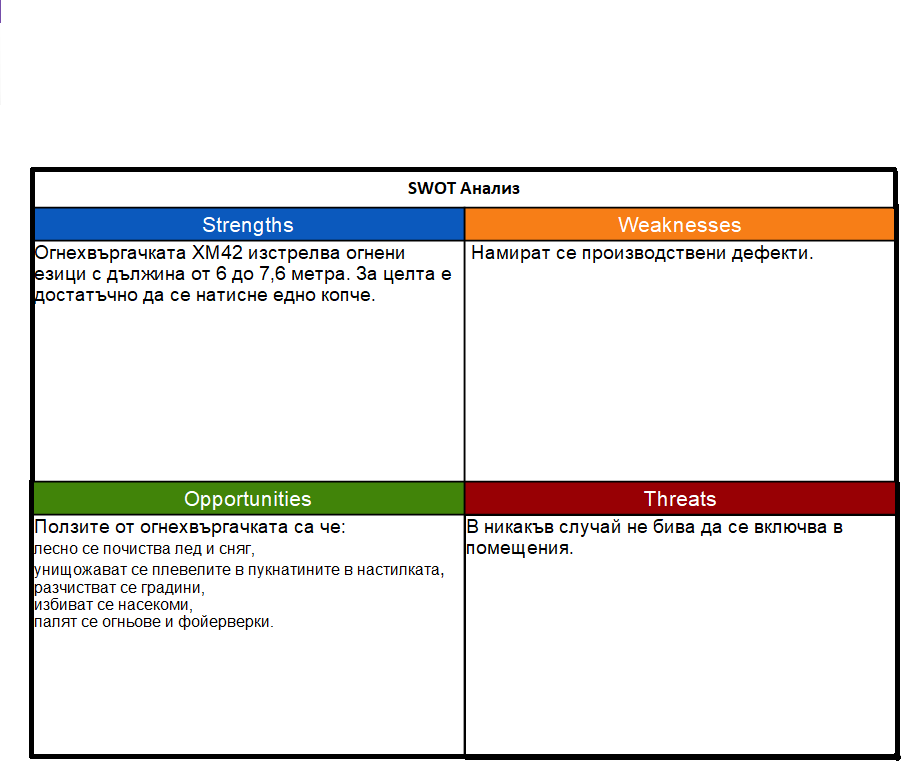 SWOT Анализ
Strengths
Weaknesses
Огнехвъргачката XM42 изстрелва огнени
езици с дължина от 6 до 7,6 метра. За целта е
достатъчно да се натисне едно копче.
Намират се производствени дефекти.
Opportunities
Threats
Ползите от огнехвъргачката са че:
лесно се почиства лед и сняг,
унищожават се плевелите в пукнатините в настилката,
разчистват се градини,
избиват се насекоми,
палят се огньове и фойерверки.
В никакъв случай не бива да се включва в
помещения.